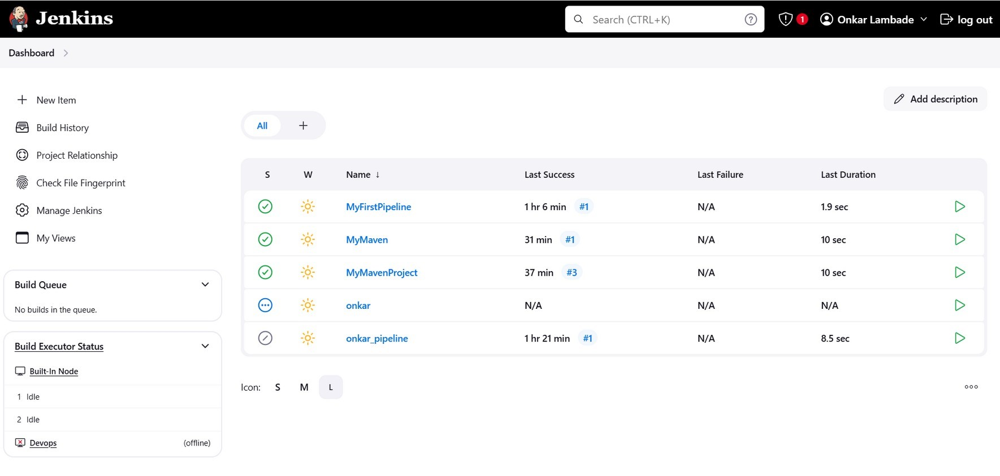 Jenkins
Search (CTRL+K)
1
Onkar Lambade
log out
Dashboard
New Item
Build History
Project Relationship
Check File Fingerprint
Manage Jenkins
My Views
Build Queue
No builds in the queue.
Build Executor Status
Built-In Node
1 Idle
2 Idle
Devops (offline)
Add description
All +
S W Name ↓ Last Success Last Failure Last Duration
MyFirstPipeline 1 hr 6 min #1 N/A 1.9 sec
MyMaven 31 min #1 N/A 10 sec
MyMavenProject 37 min #3 N/A 10 sec
onkar N/A N/A N/A
onkar_pipeline 1 hr 21 min #1 N/A 8.5 sec
Icon: S M L